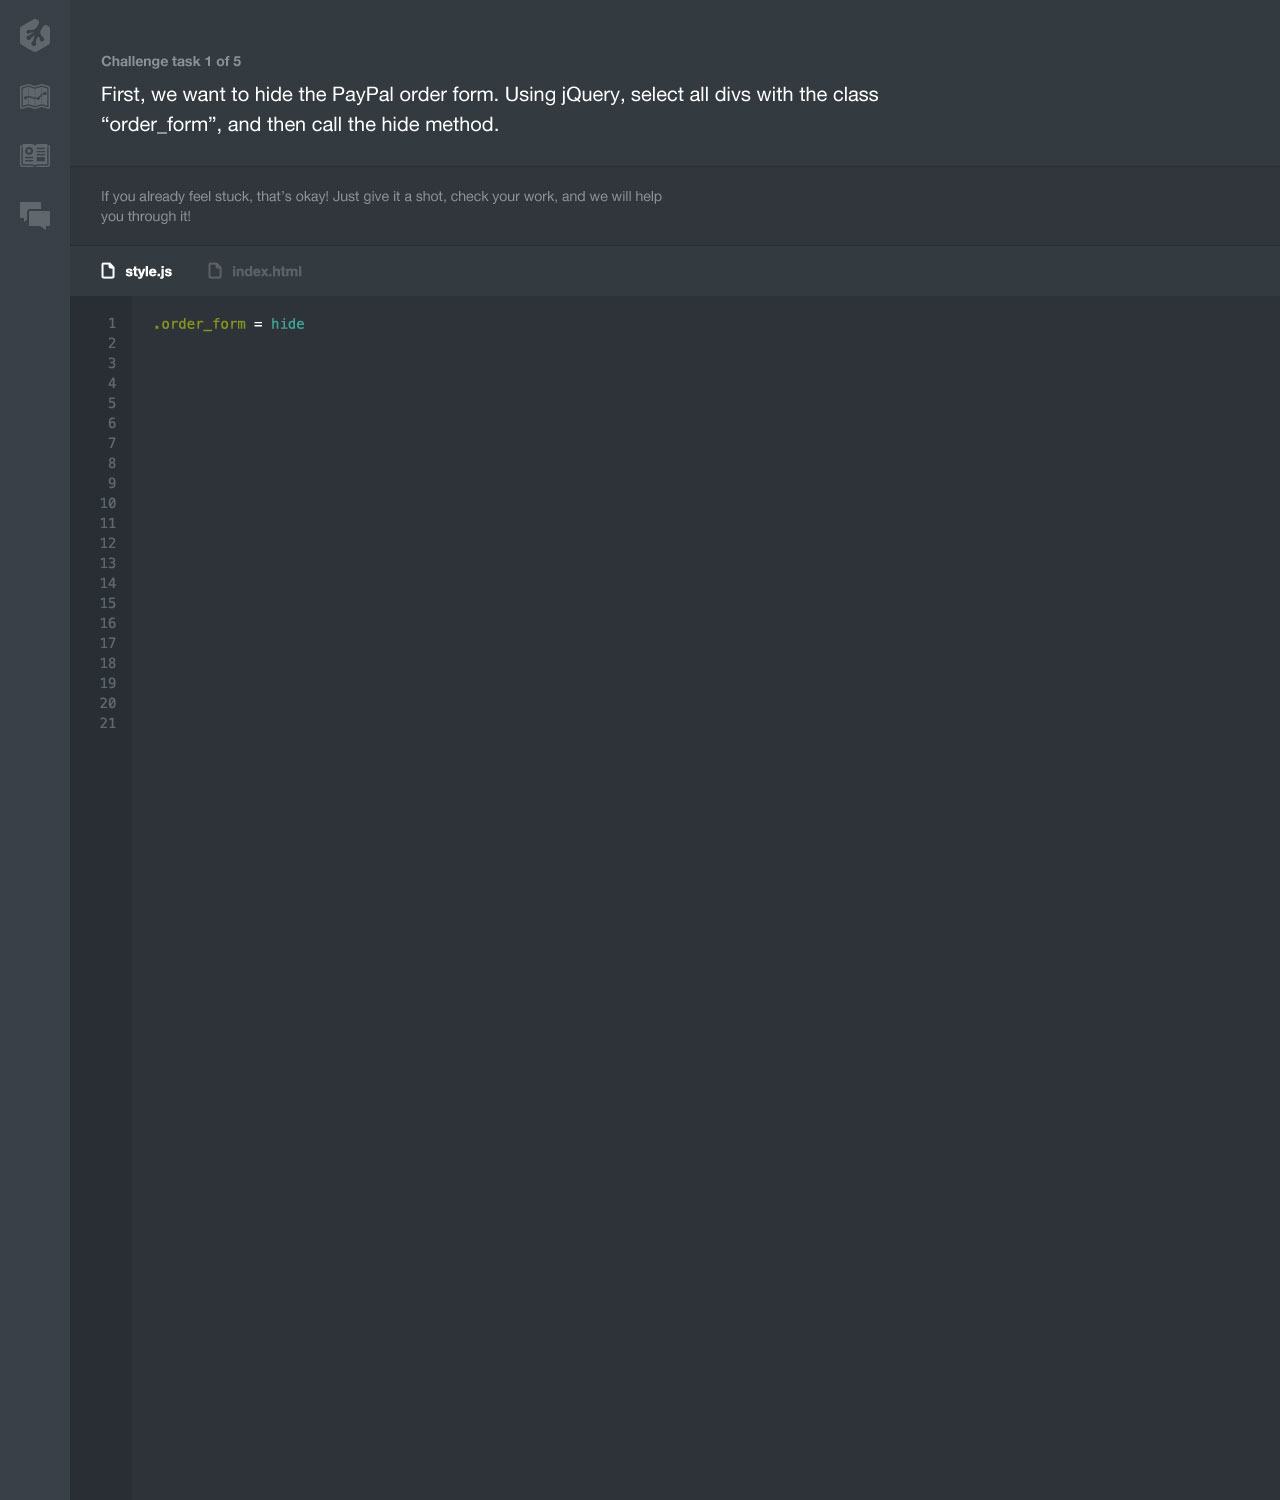 Challenge task 1 of 5
First, we want to hide the PayPal order form. Using jQuery, select all divs with the class
“order_form”, and then call the hide method.
If you already feel stuck, that’s okay! Just give it a shot, check your work, and we will help
you through it!
style.js index.html
1 .order_form = hide
2
3
4
5
6
7
8
9
10
11
12
13
14
15
16
17
18
19
20
21